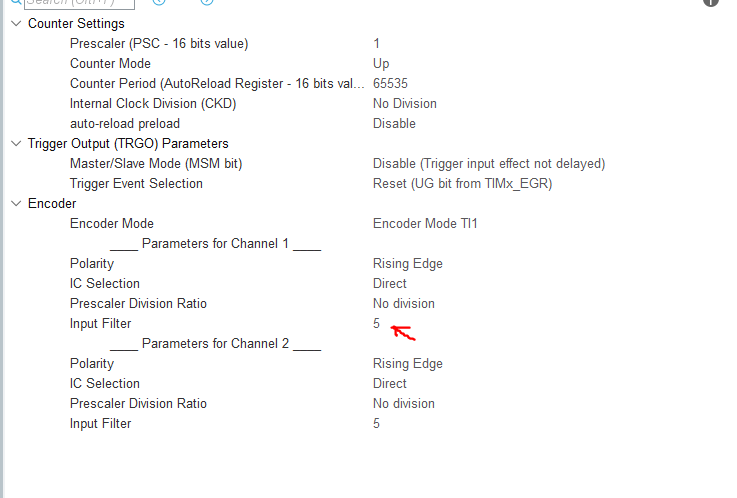 Search (Ctrl+F)
Counter Settings
Prescaler (PSC - 16 bits value) 1
Counter Mode Up
Counter Period (AutoReload Register - 16 bits val... 65535
Internal Clock Division (CKD) No Division
auto-reload preload Disable
Trigger Output (TRGO) Parameters
Master/Slave Mode (MSM bit) Disable (Trigger input effect not delayed)
Trigger Event Selection Reset (UG bit from TIMx_EGR)
Encoder
Encoder Mode Encoder Mode TI1
____ Parameters for Channel 1 ____
Polarity Rising Edge
IC Selection Direct
Prescaler Division Ratio No division
Input Filter 5
____ Parameters for Channel 2 ____
Polarity Rising Edge
IC Selection Direct
Prescaler Division Ratio No division
Input Filter 5